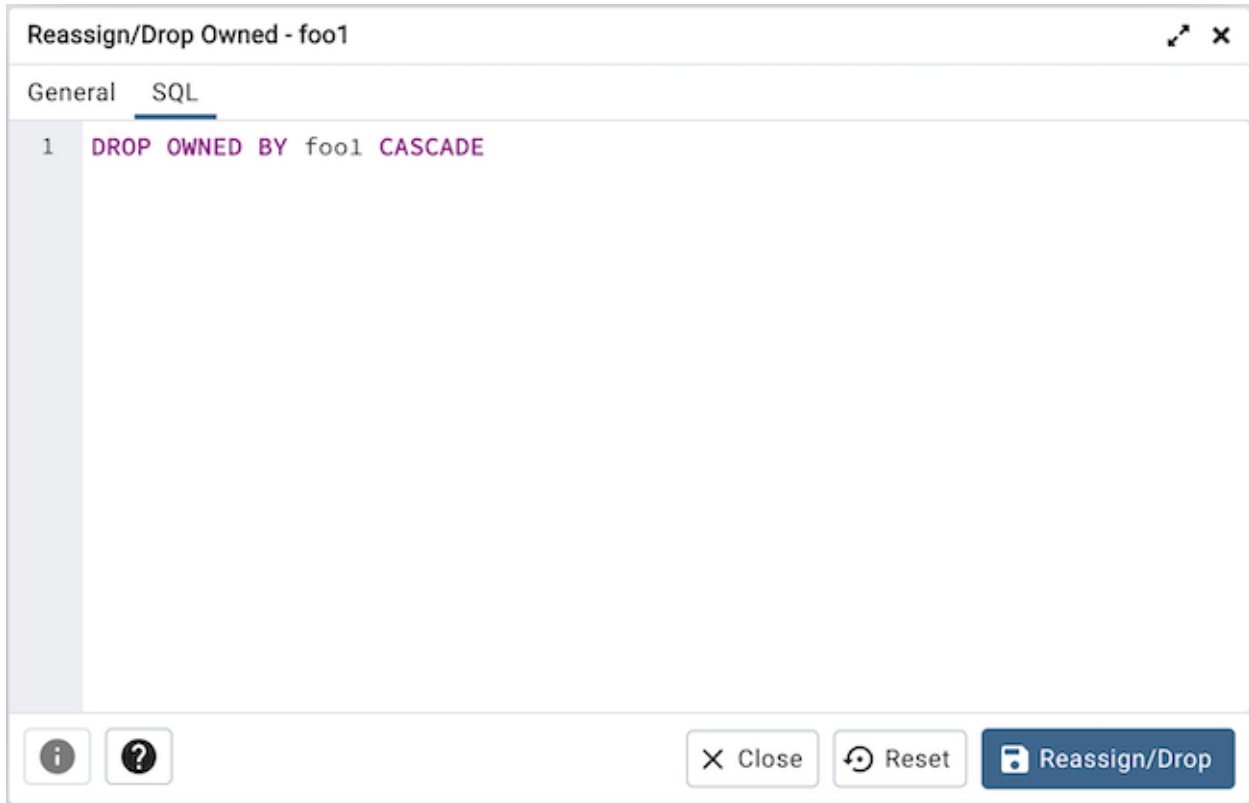 Reassign/Drop Owned - foo1
General SQL
1 DROP OWNED BY foo1 CASCADE
Close Reset Reassign/Drop